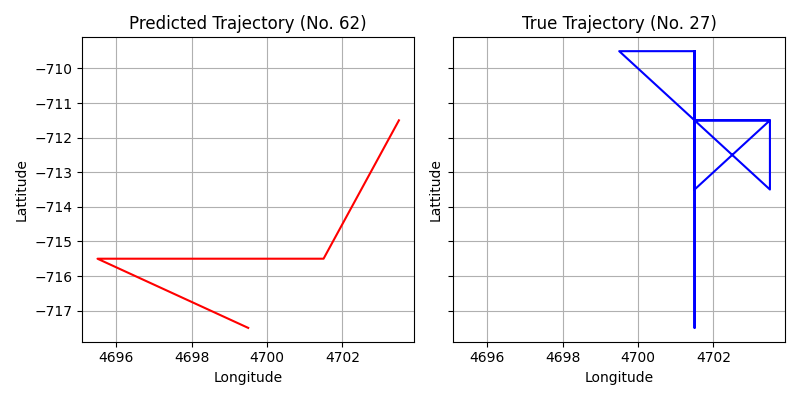 Predicted Trajectory (No. 62)
True Trajectory (No. 27)
−710
−711
−712
−713
−714
−715
−716
−717
Lattitude
Lattitude
4696 4698 4700 4702
4696 4698 4700 4702
Longitude
Longitude